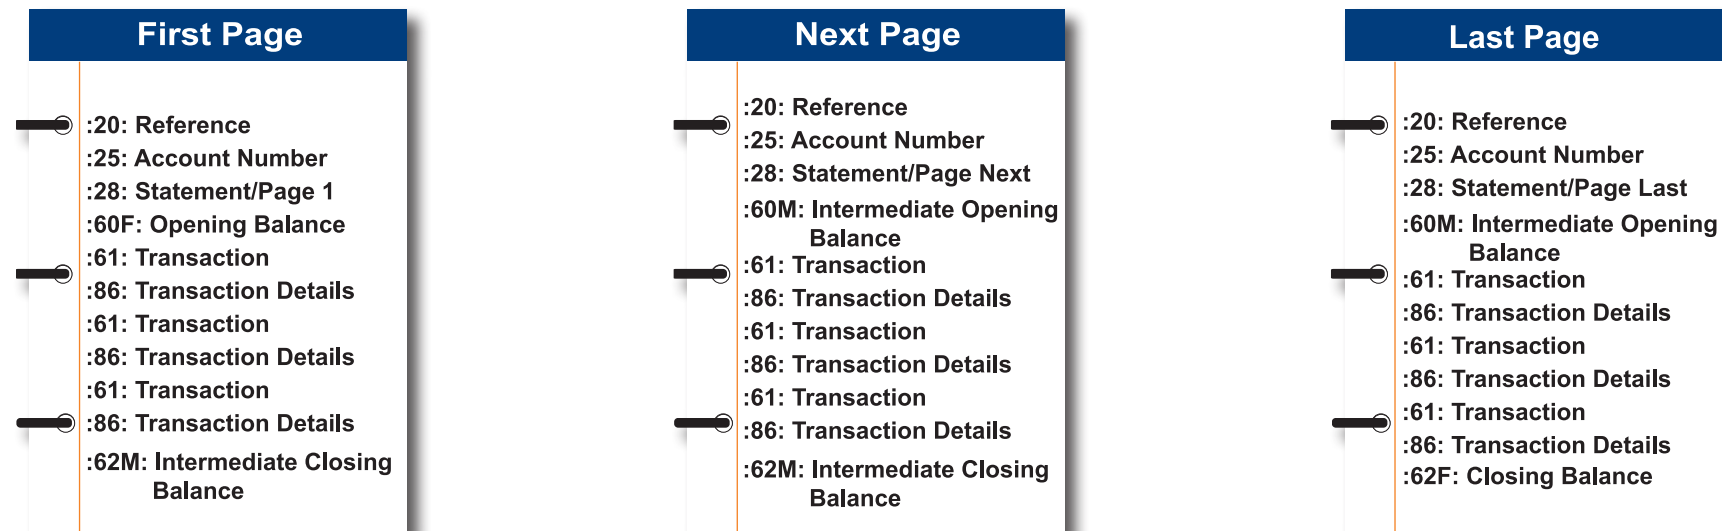 First Page
:20: Reference
:25: Account Number
:28: Statement/Page 1
:60F: Opening Balance
:61: Transaction
:86: Transaction Details
:61: Transaction
:86: Transaction Details
:61: Transaction
:86: Transaction Details
:62M: Intermediate Closing
Balance
Next Page
:20: Reference
:25: Account Number
:28: Statement/Page Next
:60M: Intermediate Opening
Balance
:61: Transaction
:86: Transaction Details
:61: Transaction
:86: Transaction Details
:61: Transaction
:86: Transaction Details
:62M: Intermediate Closing
Balance
Last Page
:20: Reference
:25: Account Number
:28: Statement/Page Last
:60M: Intermediate Opening
Balance
:61: Transaction
:86: Transaction Details
:61: Transaction
:86: Transaction Details
:61: Transaction
:86: Transaction Details
:62F: Closing Balance